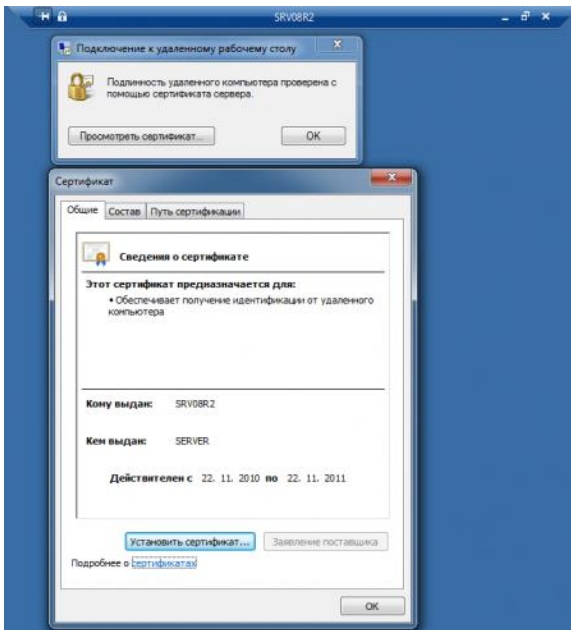 SRV08R2
Подключение к удаленному рабочему столу
Подлинность удаленного компьютера проверена с
помощью сертификата сервера.
Просмотреть сертификат...
OK
Сертификат
Общие
Состав
Путь сертификации
Сведения о сертификате
Этот сертификат предназначается для:
• Обеспечивает получение идентификации от удаленного
компьютера
Кому выдан: SRV08R2
Кем выдан: SERVER
Действителен с 22. 11. 2010 по 22. 11. 2011
Установить сертификат...
Заявление поставщика
Подробнее о сертификатах
OK